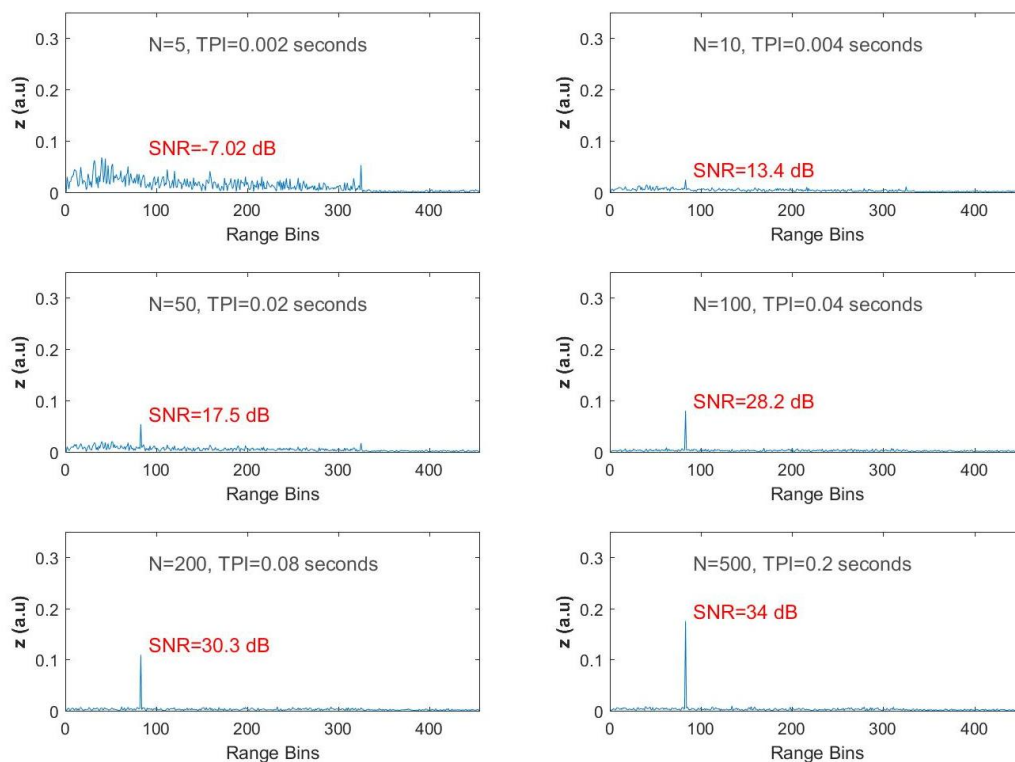 z (a.u)
0.3
0.2
0.1
0
N=5, TPI=0.002 seconds
SNR=-7.02 dB
0 100 200 300 400
Range Bins
z (a.u)
0.3
0.2
0.1
0
N=10, TPI=0.004 seconds
SNR=13.4 dB
0 100 200 300 400
Range Bins
z (a.u)
0.3
0.2
0.1
0
N=50, TPI=0.02 seconds
SNR=17.5 dB
0 100 200 300 400
Range Bins
z (a.u)
0.3
0.2
0.1
0
N=100, TPI=0.04 seconds
SNR=28.2 dB
0 100 200 300 400
Range Bins
z (a.u)
0.3
0.2
0.1
0
N=200, TPI=0.08 seconds
SNR=30.3 dB
0 100 200 300 400
Range Bins
z (a.u)
0.3
0.2
0.1
0
N=500, TPI=0.2 seconds
SNR=34 dB
0 100 200 300 400
Range Bins